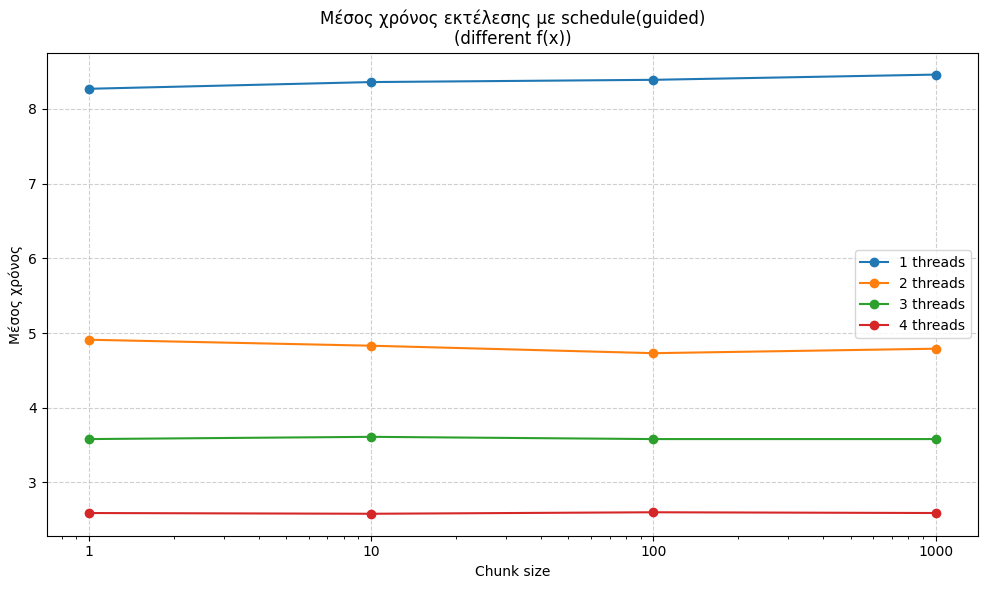 Μέσος χρόνος εκτέλεσης με schedule(guided)
(different f(x))
Μέσος χρόνος
8
7
6
5
4
3
1 threads
2 threads
3 threads
4 threads
1
10
100
1000
Chunk size